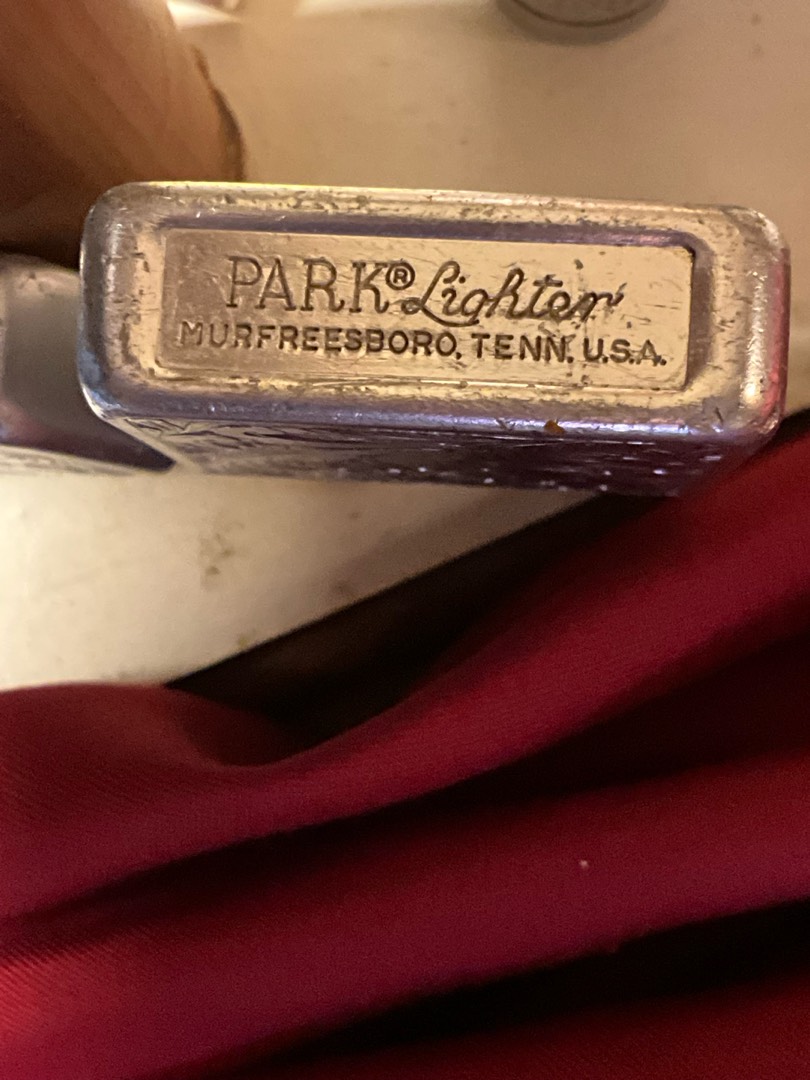 PARK® Lighter
MURFREESBORO, TENN. U.S.A.